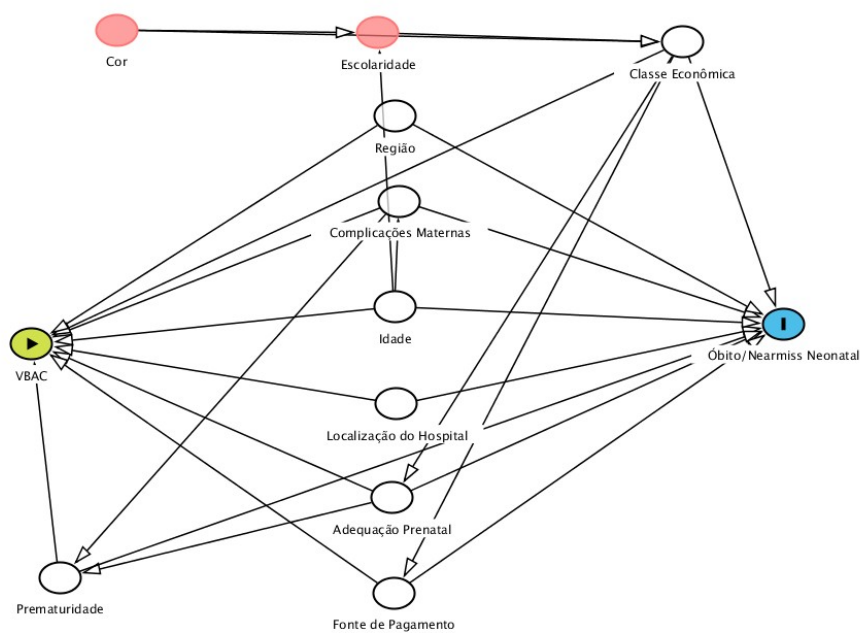 Cor
Escolaridade
Classe Econômica
Região
Complicações Maternas
Idade
VBAC
Óbito/Nearmiss Neonatal
Localização do Hospital
Adequação Prenatal
Prematuridade
Fonte de Pagamento